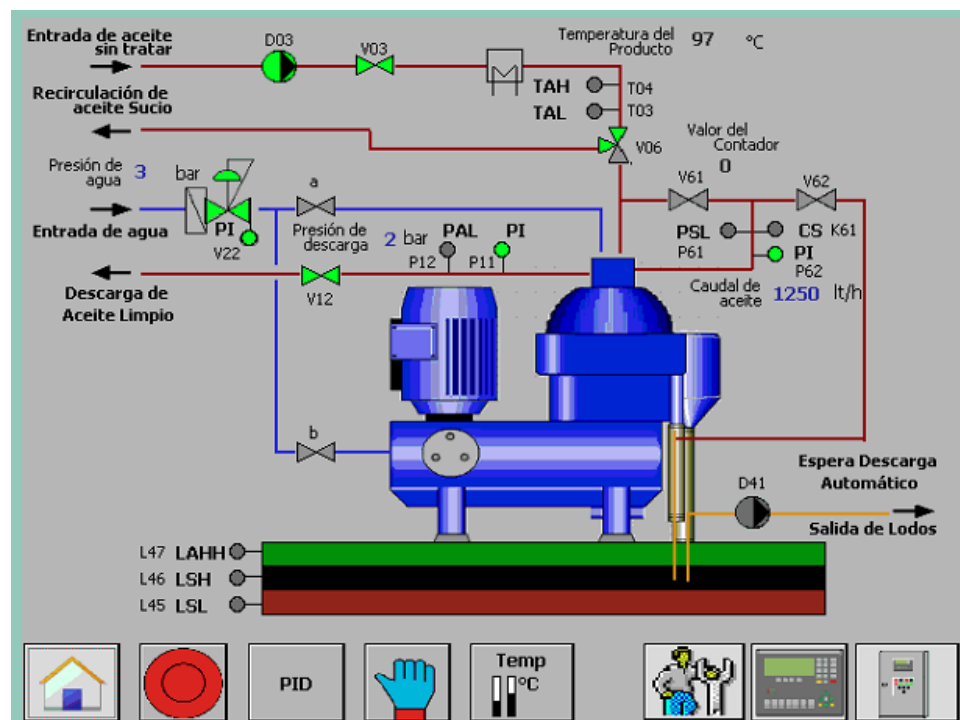 Entrada de aceite
sin tratar
D03
V03
Temperatura del
Producto
97 °C
TAH T04
TAL T03
Recirculación de
aceite Sucio
V06
Valor del
Contador
0
V61
V62
Presión de
agua 3 bar
a
Entrada de agua
PI
V22
Presión de
descarga 2 bar
PAL
P12
PI
P11
PSL
P61
CS K61
PI
P62
V12
Descarga de
Aceite Limpio
Caudal de
aceite 1250 lt/h
b
Espera Descarga
Automático
D41
Salida de Lodos
L47 LAHH
L46 LSH
L45 LSL
PID
Temp
°C